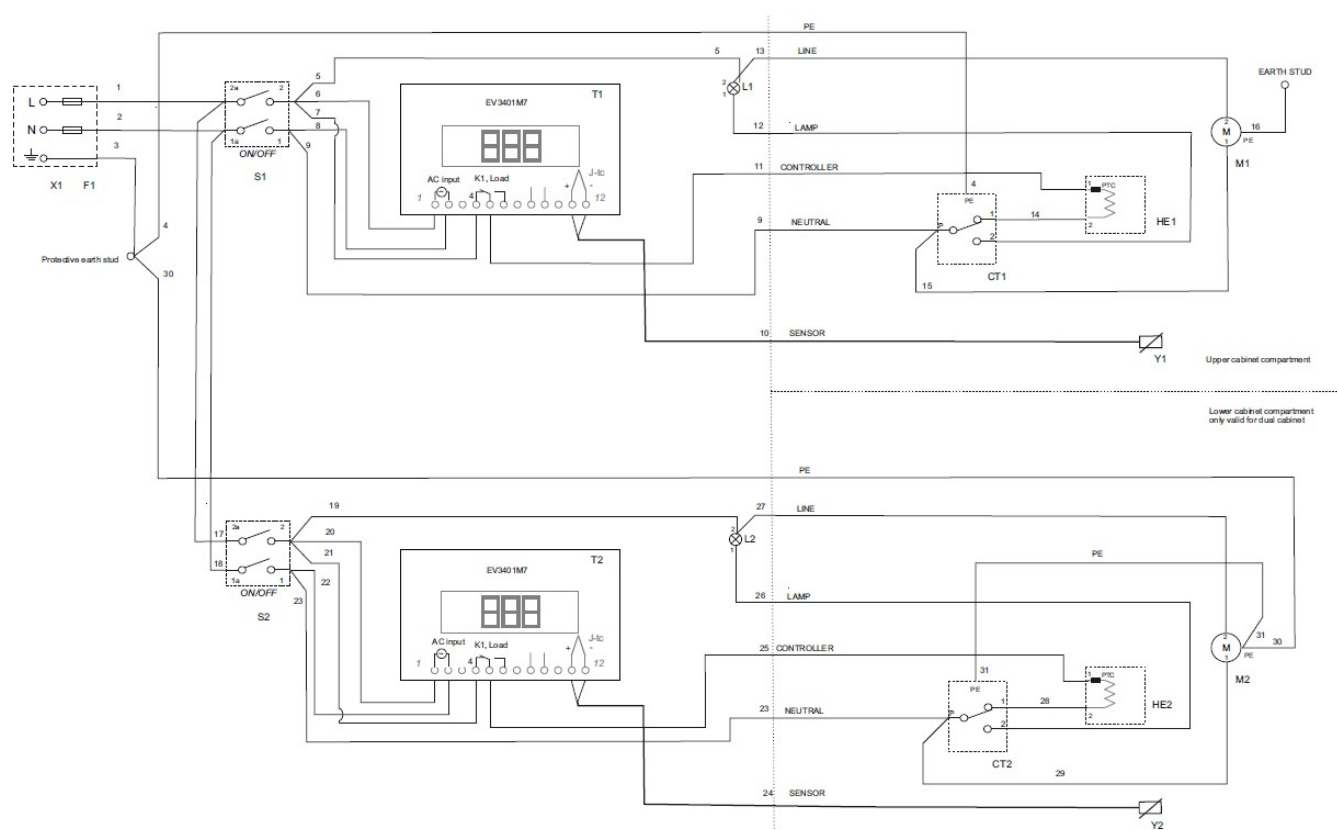 PE
5 13 LINE
EARTH STUD
1 5
2a 2 6 T1 2 L1
L EV3401M7 1
2 7 2
N 8 12 LAMP M 16
3 1a 1 9 1 PE
ON/OFF M1
X1 F1 S1 AC input K1, Load J-tc 11 CONTROLLER
1 4 + - 12 4 1 PTC
PE
4 9 NEUTRAL 1 14 2 HE1
2
Protective earth stud CT1
30 15
10 SENSOR
Y1
Upper cabinet compartment
Lower cabinet compartment
only valid for dual cabinet
PE
19 27 LINE
17 2a 2 20 2 L2
21 T2 1
18 EV3401M7 PE
1a 1 22
ON/OFF 23 26 LAMP
S2 2 31 30
AC input K1, Load J-tc M
1 4 + - 12 25 CONTROLLER 1 PE
31 M2
PE 1 PTC
23 NEUTRAL 1 28 2 HE2
2
CT2
29
24 SENSOR
Y2